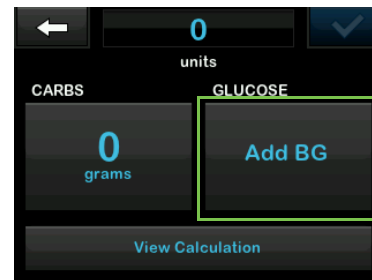 0
units
CARBS
GLUCOSE
0
grams
Add BG
View Calculation